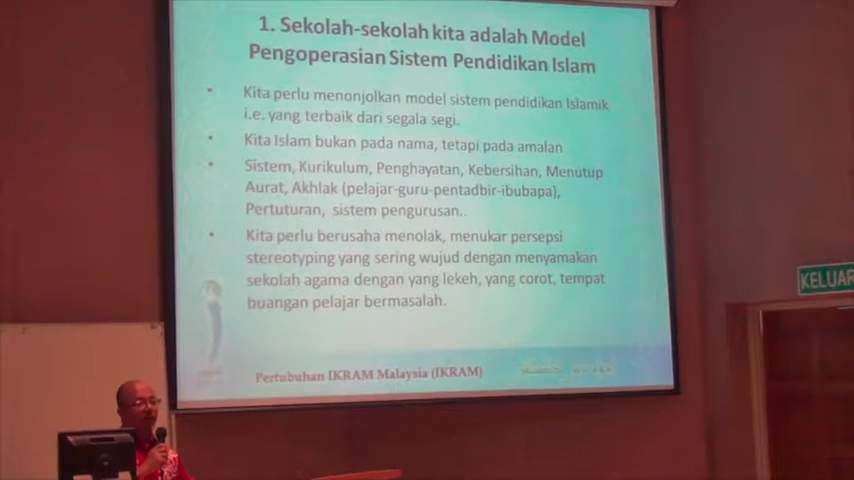 1. Sekolah-sekolah kita adalah Model
Pengoperasian Sistem Pendidikan Islam
• Kita perlu menonjolkan model sistem pendidikan Islamik
i.e. yang terbaik dari segala segi.
• Kita Islam bukan pada nama, tetapi pada amalan
• Sistem, Kurikulum, Penghayatan, Kebersihan, Menutup
Aurat, Akhlak (pelajar-guru-pentadbir-ibubapa),
Pertuturan, sistem pengurusan..
• Kita perlu berusaha menolak, menukar persepsi
stereotyping yang sering wujud dengan menyamakan
sekolah agama dengan yang lekeh, yang corot, tempat
buangan pelajar bermasalah.
Pertubuhan IKRAM Malaysia (IKRAM)
KELUAR